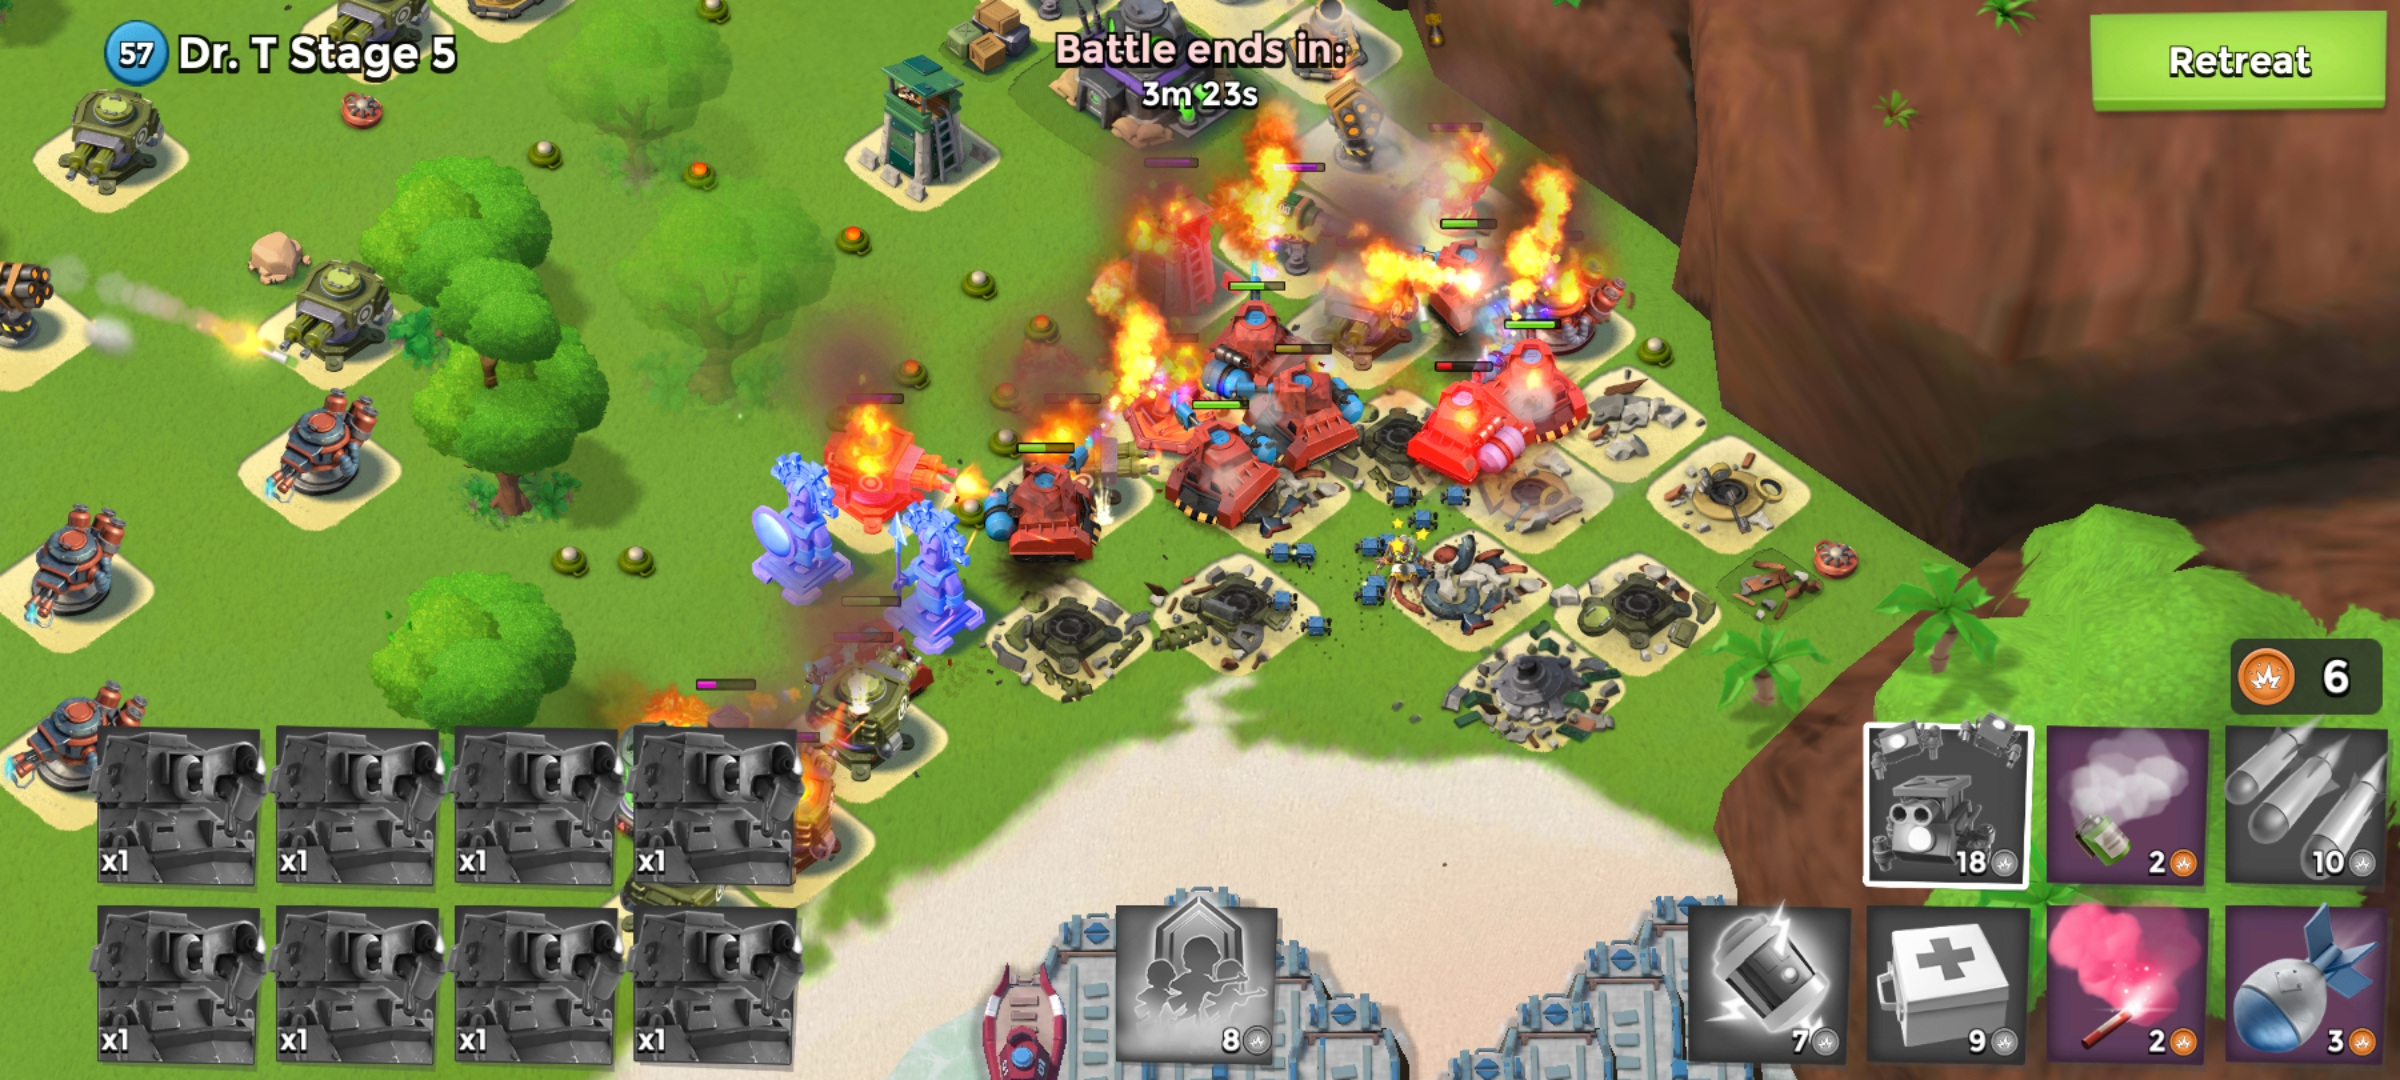 57 Dr. T Stage 5
Battle ends in:
3m 23s
Retreat
6
x1 x1 x1 x1
18 2 10
x1 x1 x1 x1
8 7 9 2 3